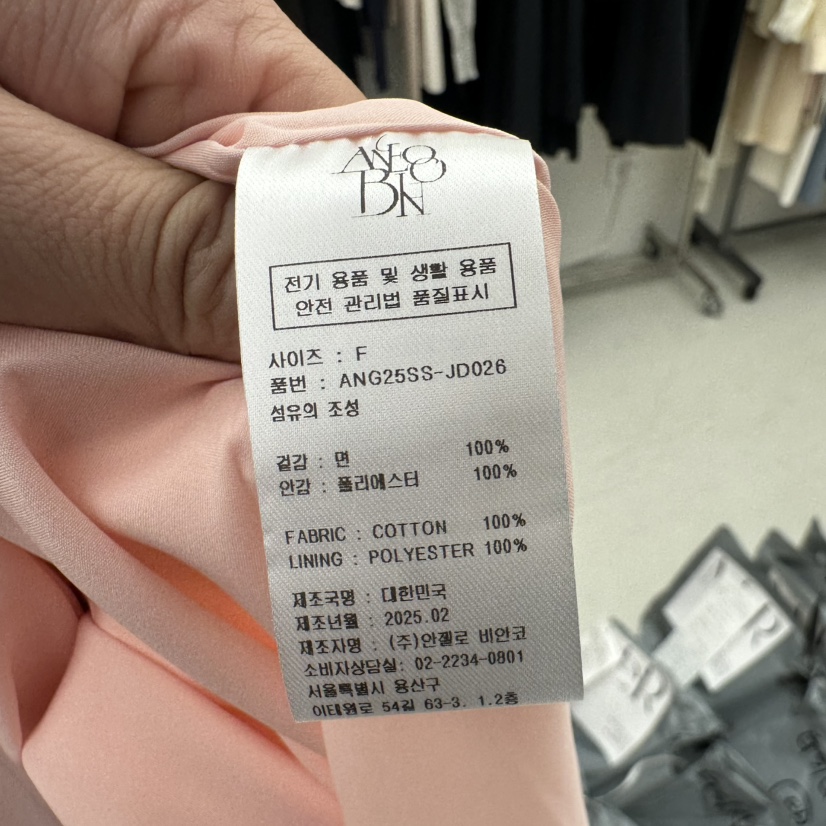 전기 용품 및 생활 용품
안전 관리법 품질표시
사이즈 : F
품번 : ANG25SS-JD026
섬유의 조성
겉감 : 면 100%
안감 : 폴리에스터 100%
FABRIC : COTTON 100%
LINING : POLYESTER 100%
제조국명 : 대한민국
제조년월 : 2025.02
제조자명 : (주)안젤로 비안코
소비자상담실: 02-2234-0801
서울특별시 용산구
이태원로 54길 63-3. 1.2층